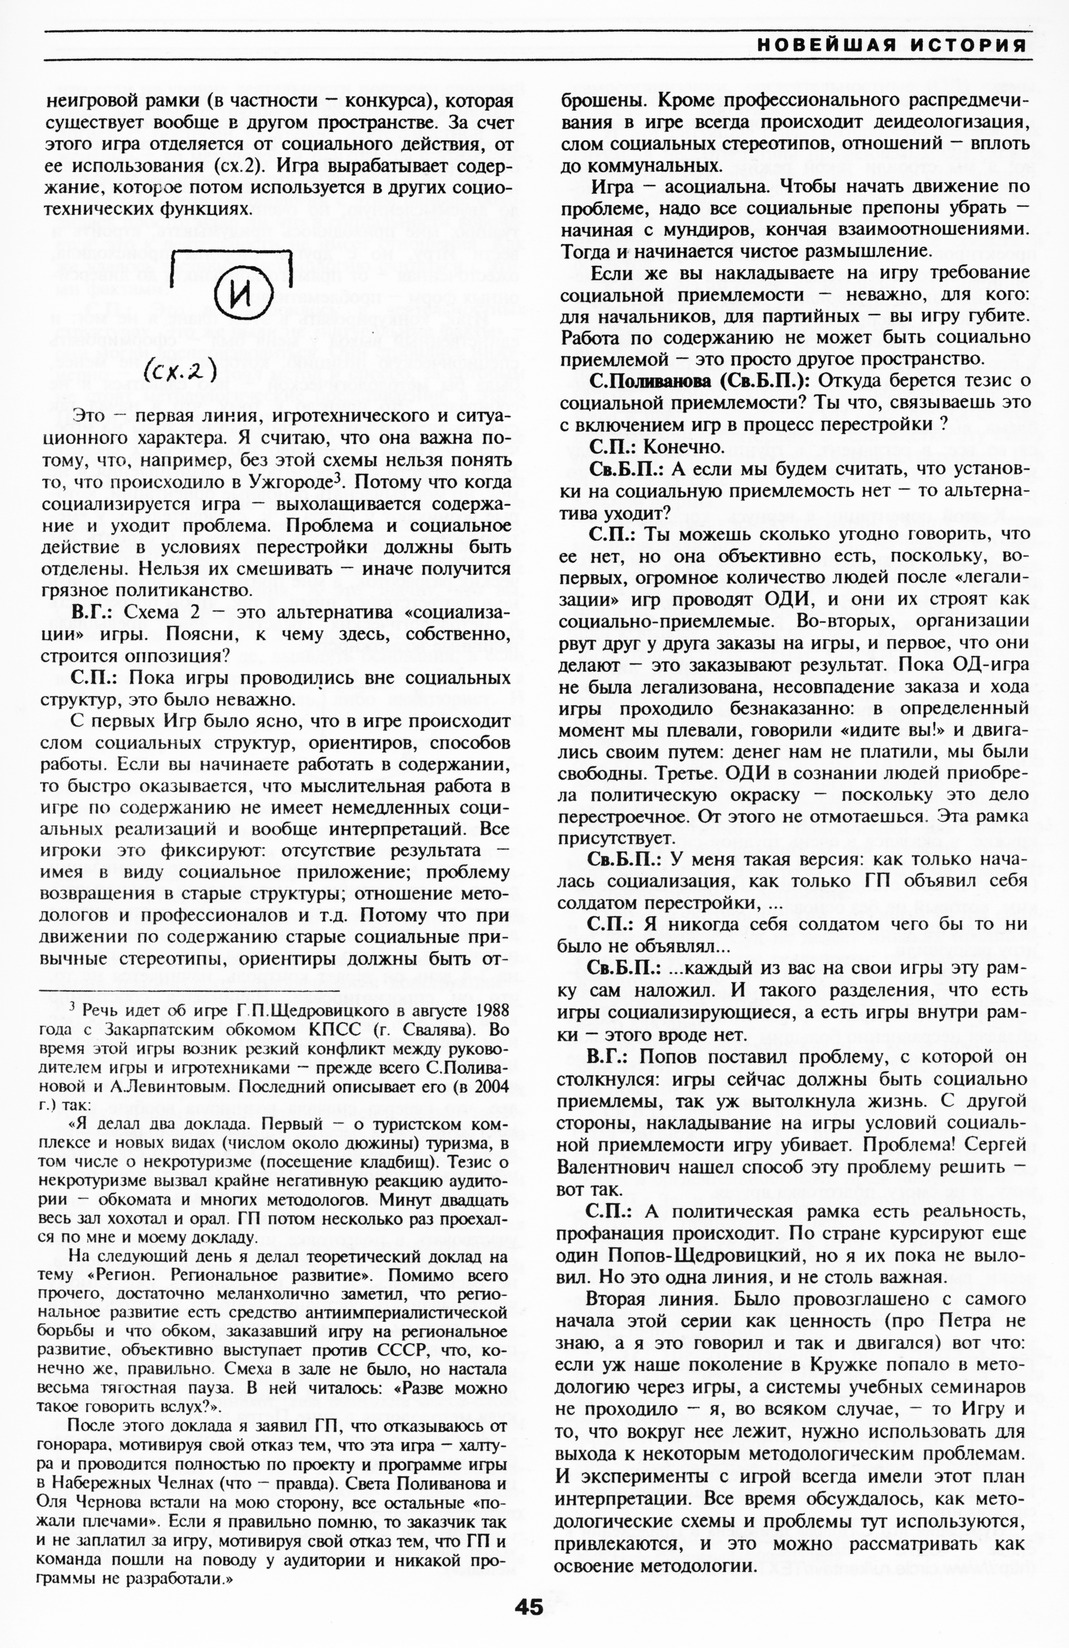 НОВЕЙШАЯ ИСТОРИЯ
неигровой рамки (в частности — конкурса), которая
существует вообще в другом пространстве. За счет
этого игра отделяется от социального действия, от
ее использования (сх.2). Игра вырабатывает содер-
жание, которое потом используется в других социо-
технических функциях.
И
(сх.2)
Это — первая линия, игротехнического и ситуа-
ционного характера. Я считаю, что она важна по-
тому, что, например, без этой схемы нельзя понять
то, что происходило в Ужгороде³. Потому что когда
социализируется игра — выхолащивается содержа-
ние и уходит проблема. Проблема и социальное
действие в условиях перестройки должны быть
отделены. Нельзя их смешивать — иначе получится
грязное политиканство.
В.Г.: Схема 2 — это альтернатива «социализа-
ции» игры. Поясни, к чему здесь, собственно,
строится оппозиция?
С.П.: Пока игры проводились вне социальных
структур, это было неважно.
С первых Игр было ясно, что в игре происходит
слом социальных структур, ориентиров, способов
работы. Если вы начинаете работать в содержании,
то быстро оказывается, что мыслительная работа в
игре по содержанию не имеет немедленных соци-
альных реализаций и вообще интерпретаций. Все
игроки это фиксируют: отсутствие результата —
имея в виду социальное приложение; проблему
возвращения в старые структуры; отношение мето-
дологов и профессионалов и т.д. Потому что при
движении по содержанию старые социальные при-
вычные стереотипы, ориентиры должны быть от-
³ Речь идет об игре Г.П.Щедровицкого в августе 1988
года с Закарпатским обкомом КПСС (г. Свалява). Во
время этой игры возник резкий конфликт между руково-
дителем игры и игротехниками — прежде всего С.Полива-
новой и А.Левинтовым. Последний описывает его (в 2004
г.) так:
«Я делал два доклада. Первый — о туристском ком-
плексе и новых видах (числом около дюжины) туризма, в
том числе о некротуризме (посещение кладбищ). Тезис о
некротуризме вызвал крайне негативную реакцию аудито-
рии — обкомата и многих методологов. Минут двадцать
весь зал хохотал и орал. ГП потом несколько раз проехал-
ся по мне и моему докладу.
На следующий день я делал теоретический доклад на
тему «Регион. Региональное развитие». Помимо всего
прочего, достаточно меланхолично заметил, что регио-
нальное развитие есть средство антиимпериалистической
борьбы и что обком, заказавший игру на региональное
развитие, объективно выступает против СССР, что, ко-
нечно же, правильно. Смеха в зале не было, но настала
весьма тягостная пауза. В ней читалось: «Разве можно
такое говорить вслух?».
После этого доклада я заявил ГП, что отказываюсь от
гонорара, мотивируя свой отказ тем, что эта игра — халту-
ра и проводится полностью по проекту и программе игры
в Набережных Челнах (что — правда). Света Поливанова и
Оля Чернова встали на мою сторону, все остальные «по-
жали плечами». Если я правильно помню, то заказчик так
и не заплатил за игру, мотивируя свой отказ тем, что ГП и
команда пошли на поводу у аудитории и никакой про-
граммы не разработали.»
брошены. Кроме профессионального распредмечи-
вания в игре всегда происходит деидеологизация,
слом социальных стереотипов, отношений — вплоть
до коммунальных.
Игра — асоциальна. Чтобы начать движение по
проблеме, надо все социальные препоны убрать —
начиная с мундиров, кончая взаимоотношениями.
Тогда и начинается чистое размышление.
Если же вы накладываете на игру требование
социальной приемлемости — неважно, для кого:
для начальников, для партийных — вы игру губите.
Работа по содержанию не может быть социально
приемлемой — это просто другое пространство.
С.Поливанова (Св.Б.П.): Откуда берется тезис о
социальной приемлемости? Ты что, связываешь это
с включением игр в процесс перестройки ?
С.П.: Конечно.
Св.Б.П.: А если мы будем считать, что установ-
ки на социальную приемлемость нет — то альтерна-
тива уходит?
С.П.: Ты можешь сколько угодно говорить, что
ее нет, но она объективно есть, поскольку, во-
первых, огромное количество людей после «легали-
зации» игр проводят ОДИ, и они их строят как
социально-приемлемые. Во-вторых, организации
рвут друг у друга заказы на игры, и первое, что они
делают — это заказывают результат. Пока ОД-игра
не была легализована, несовпадение заказа и хода
игры проходило безнаказанно: в определенный
момент мы плевали, говорили «идите вы!» и двига-
лись своим путем: денег нам не платили, мы были
свободны. Третье. ОДИ в сознании людей приобре-
ла политическую окраску — поскольку это дело
перестроечное. От этого не отмотаешься. Эта рамка
присутствует.
Св.Б.П.: У меня такая версия: как только нача-
лась социализация, как только ГП объявил себя
солдатом перестройки, ...
С.П.: Я никогда себя солдатом чего бы то ни
было не объявлял...
Св.Б.П.: ...каждый из вас на свои игры эту рам-
ку сам наложил. И такого разделения, что есть
игры социализирующиеся, а есть игры внутри рам-
ки — этого вроде нет.
В.Г.: Попов поставил проблему, с которой он
столкнулся: игры сейчас должны быть социально
приемлемы, так уж вытолкнула жизнь. С другой
стороны, накладывание на игры условий социаль-
ной приемлемости игру убивает. Проблема! Сергей
Валентнович нашел способ эту проблему решить —
вот так.
С.П.: А политическая рамка есть реальность,
профанация происходит. По стране курсируют еще
один Попов-Щедровицкий, но я их пока не выло-
вил. Но это одна линия, и не столь важная.
Вторая линия. Было провозглашено с самого
начала этой серии как ценность (про Петра не
знаю, а я это говорил и так и двигался) вот что:
если уж наше поколение в Кружке попало в мето-
дологию через игры, а системы учебных семинаров
не проходило — я, во всяком случае, — то Игру и
то, что вокруг нее лежит, нужно использовать для
выхода к некоторым методологическим проблемам.
И эксперименты с игрой всегда имели этот план
интерпретации. Все время обсуждалось, как мето-
дологические схемы и проблемы тут используются,
привлекаются, и это можно рассматривать как
освоение методологии.
45